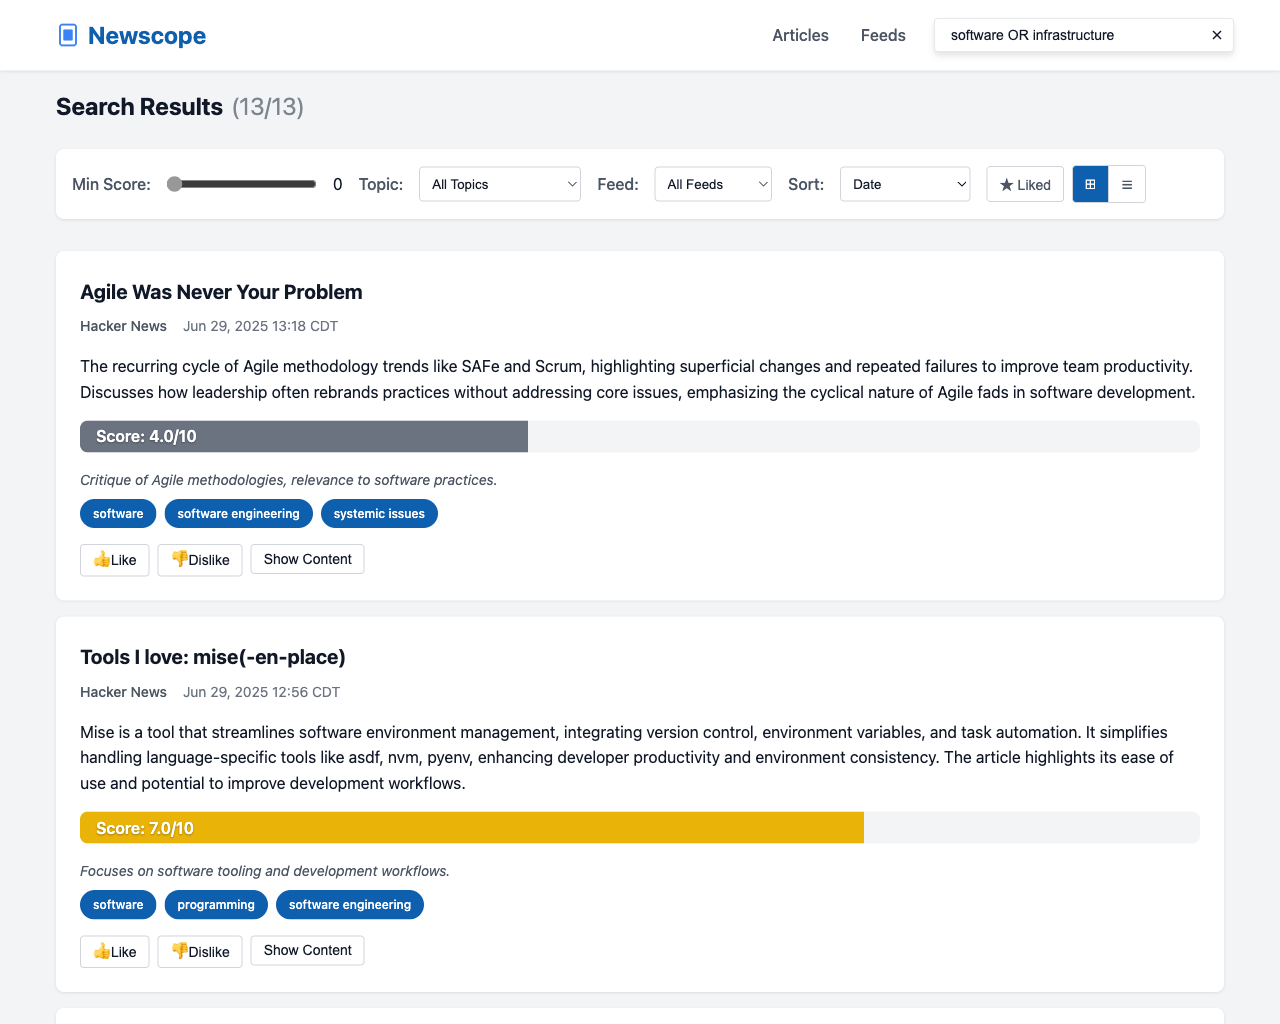 Newscope
Articles Feeds software OR infrastructure ×
Search Results (13/13)
Min Score: 0 Topic: All Topics Feed: All Feeds Sort: Date ★ Liked ⊞ ≡
Agile Was Never Your Problem
Hacker News Jun 29, 2025 13:18 CDT
The recurring cycle of Agile methodology trends like SAFe and Scrum, highlighting superficial changes and repeated failures to improve team productivity.
Discusses how leadership often rebrands practices without addressing core issues, emphasizing the cyclical nature of Agile fads in software development.
Score: 4.0/10
Critique of Agile methodologies, relevance to software practices.
software software engineering systemic issues
👍Like 👎Dislike Show Content
Tools I love: mise(-en-place)
Hacker News Jun 29, 2025 12:56 CDT
Mise is a tool that streamlines software environment management, integrating version control, environment variables, and task automation. It simplifies
handling language-specific tools like asdf, nvm, pyenv, enhancing developer productivity and environment consistency. The article highlights its ease of
use and potential to improve development workflows.
Score: 7.0/10
Focuses on software tooling and development workflows.
software programming software engineering
👍Like 👎Dislike Show Content